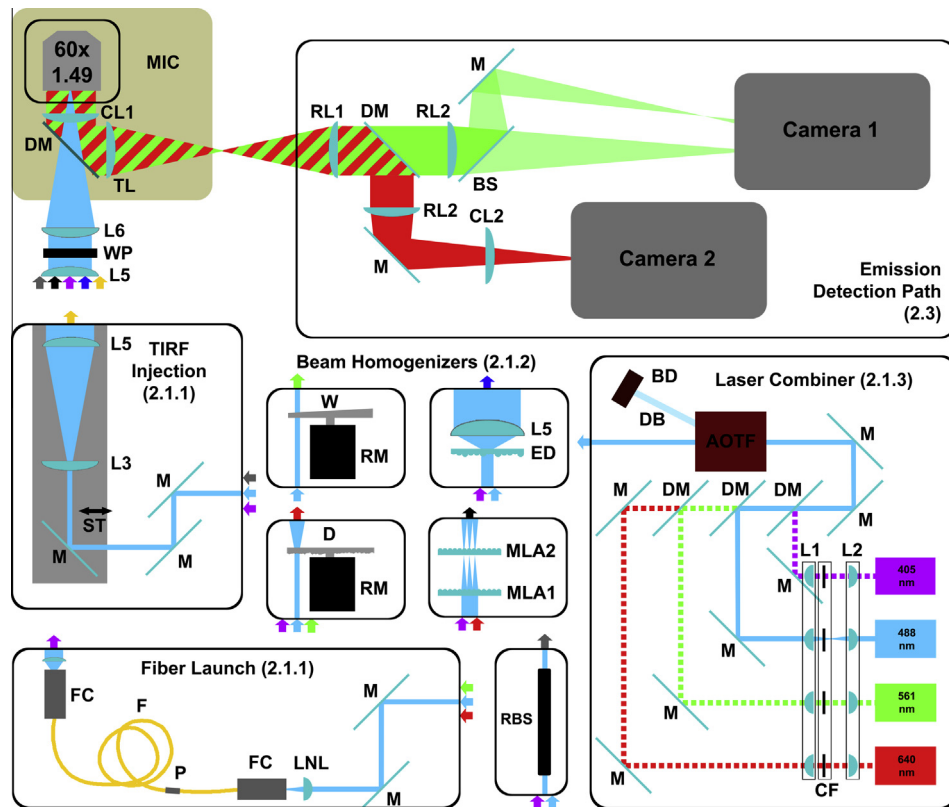 60x
1.49
MIC
CL1
DM
TL
L6
WP
L5
RL1
DM
RL2
M
BS
Camera 1
RL2
CL2
M
Camera 2
Emission
Detection Path
(2.3)
L5
TIRF
Injection
(2.1.1)
L3
ST
M
M
M
Beam Homogenizers (2.1.2)
W
RM
L5
ED
D
RM
MLA2
MLA1
Laser Combiner (2.1.3)
BD
DB
AOTF
M
M
DM
DM
DM
M
L1
L2
M
405
nm
488
nm
M
561
nm
M
640
nm
M
CF
Fiber Launch (2.1.1)
FC
F
P
FC
LNL
M
M
RBS